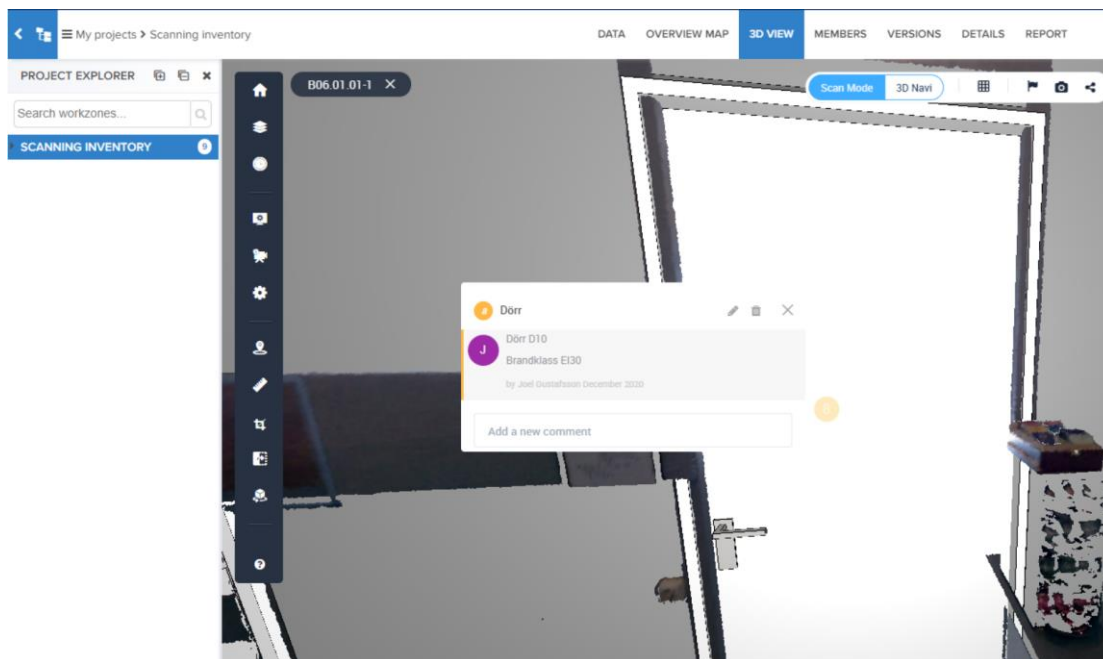 My projects > Scanning inventory
DATA OVERVIEW MAP 3D VIEW MEMBERS VERSIONS DETAILS REPORT
PROJECT EXPLORER
Search workzones...
SCANNING INVENTORY 9
B06.01.01-1
Scan Mode 3D Navi
Dörr
J
Dörr D10
Brandklass EI30
by Joel Gustafsson December 2020
Add a new comment